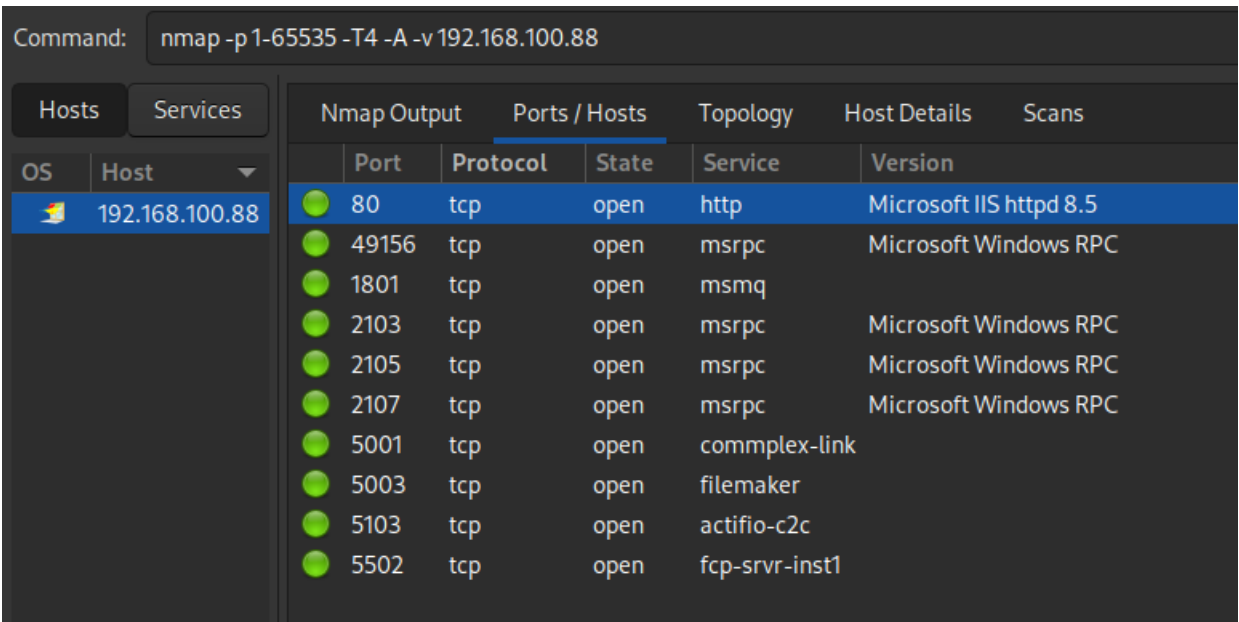 Command: nmap -p 1-65535 -T4 -A -v 192.168.100.88
Hosts Services Nmap Output Ports / Hosts Topology Host Details Scans
OS Host Port Protocol State Service Version
192.168.100.88 80 tcp open http Microsoft IIS httpd 8.5
49156 tcp open msrpc Microsoft Windows RPC
1801 tcp open msmq
2103 tcp open msrpc Microsoft Windows RPC
2105 tcp open msrpc Microsoft Windows RPC
2107 tcp open msrpc Microsoft Windows RPC
5001 tcp open commplex-link
5003 tcp open filemaker
5103 tcp open actifio-c2c
5502 tcp open fcp-srvr-inst1